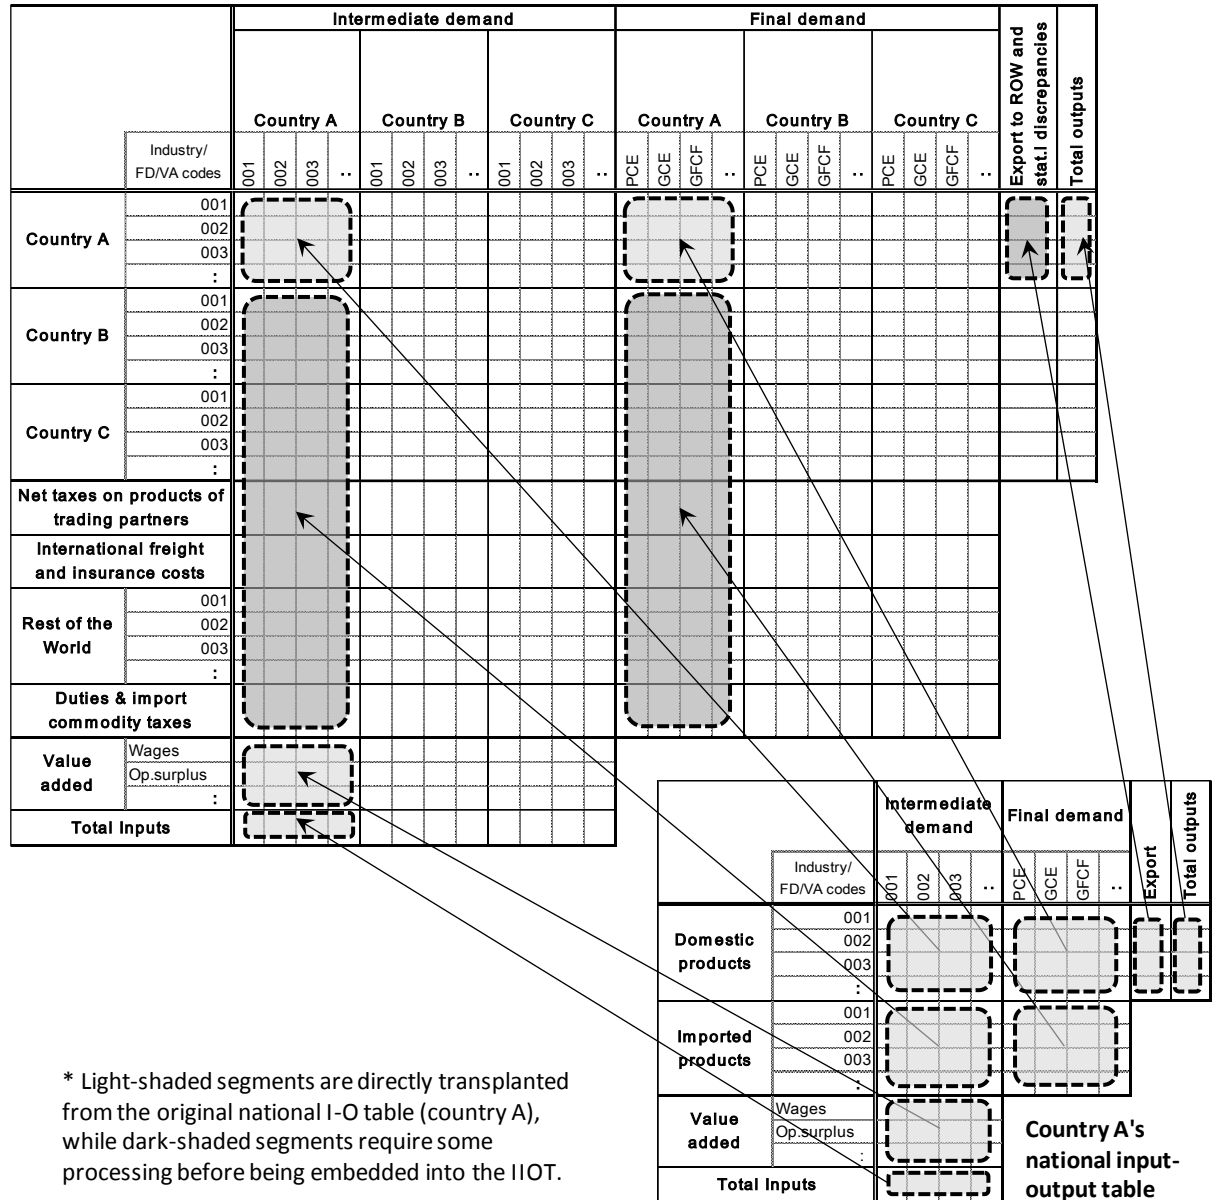 Intermediate demand
Final demand
Export to ROW and
stat.l discrepancies
Total outputs
Country A
Country B
Country C
Country A
Country B
Country C
Industry/
FD/VA codes
001 002 003 :
001 002 003 :
001 002 003 :
PCE GCE GFCF :
PCE GCE GFCF :
PCE GCE GFCF :
Country A
001
002
003
:
Country B
001
002
003
:
Country C
001
002
003
:
Net taxes on products of
trading partners
International freight
and insurance costs
Rest of the
World
001
002
003
:
Duties & import
commodity taxes
Value
added
Wages
Op.surplus
:
Total Inputs
Intermediate
demand
Final demand
Export
Total outputs
Industry/
FD/VA codes
001 002 003 :
PCE GCE GFCF :
Domestic
products
001
002
003
:
Imported
products
001
002
003
:
Value
added
Wages
Op.surplus
:
Total Inputs
Country A's
national input-
output table
* Light-shaded segments are directly transplanted
from the original national I-O table (country A),
while dark-shaded segments require some
processing before being embedded into the IIOT.